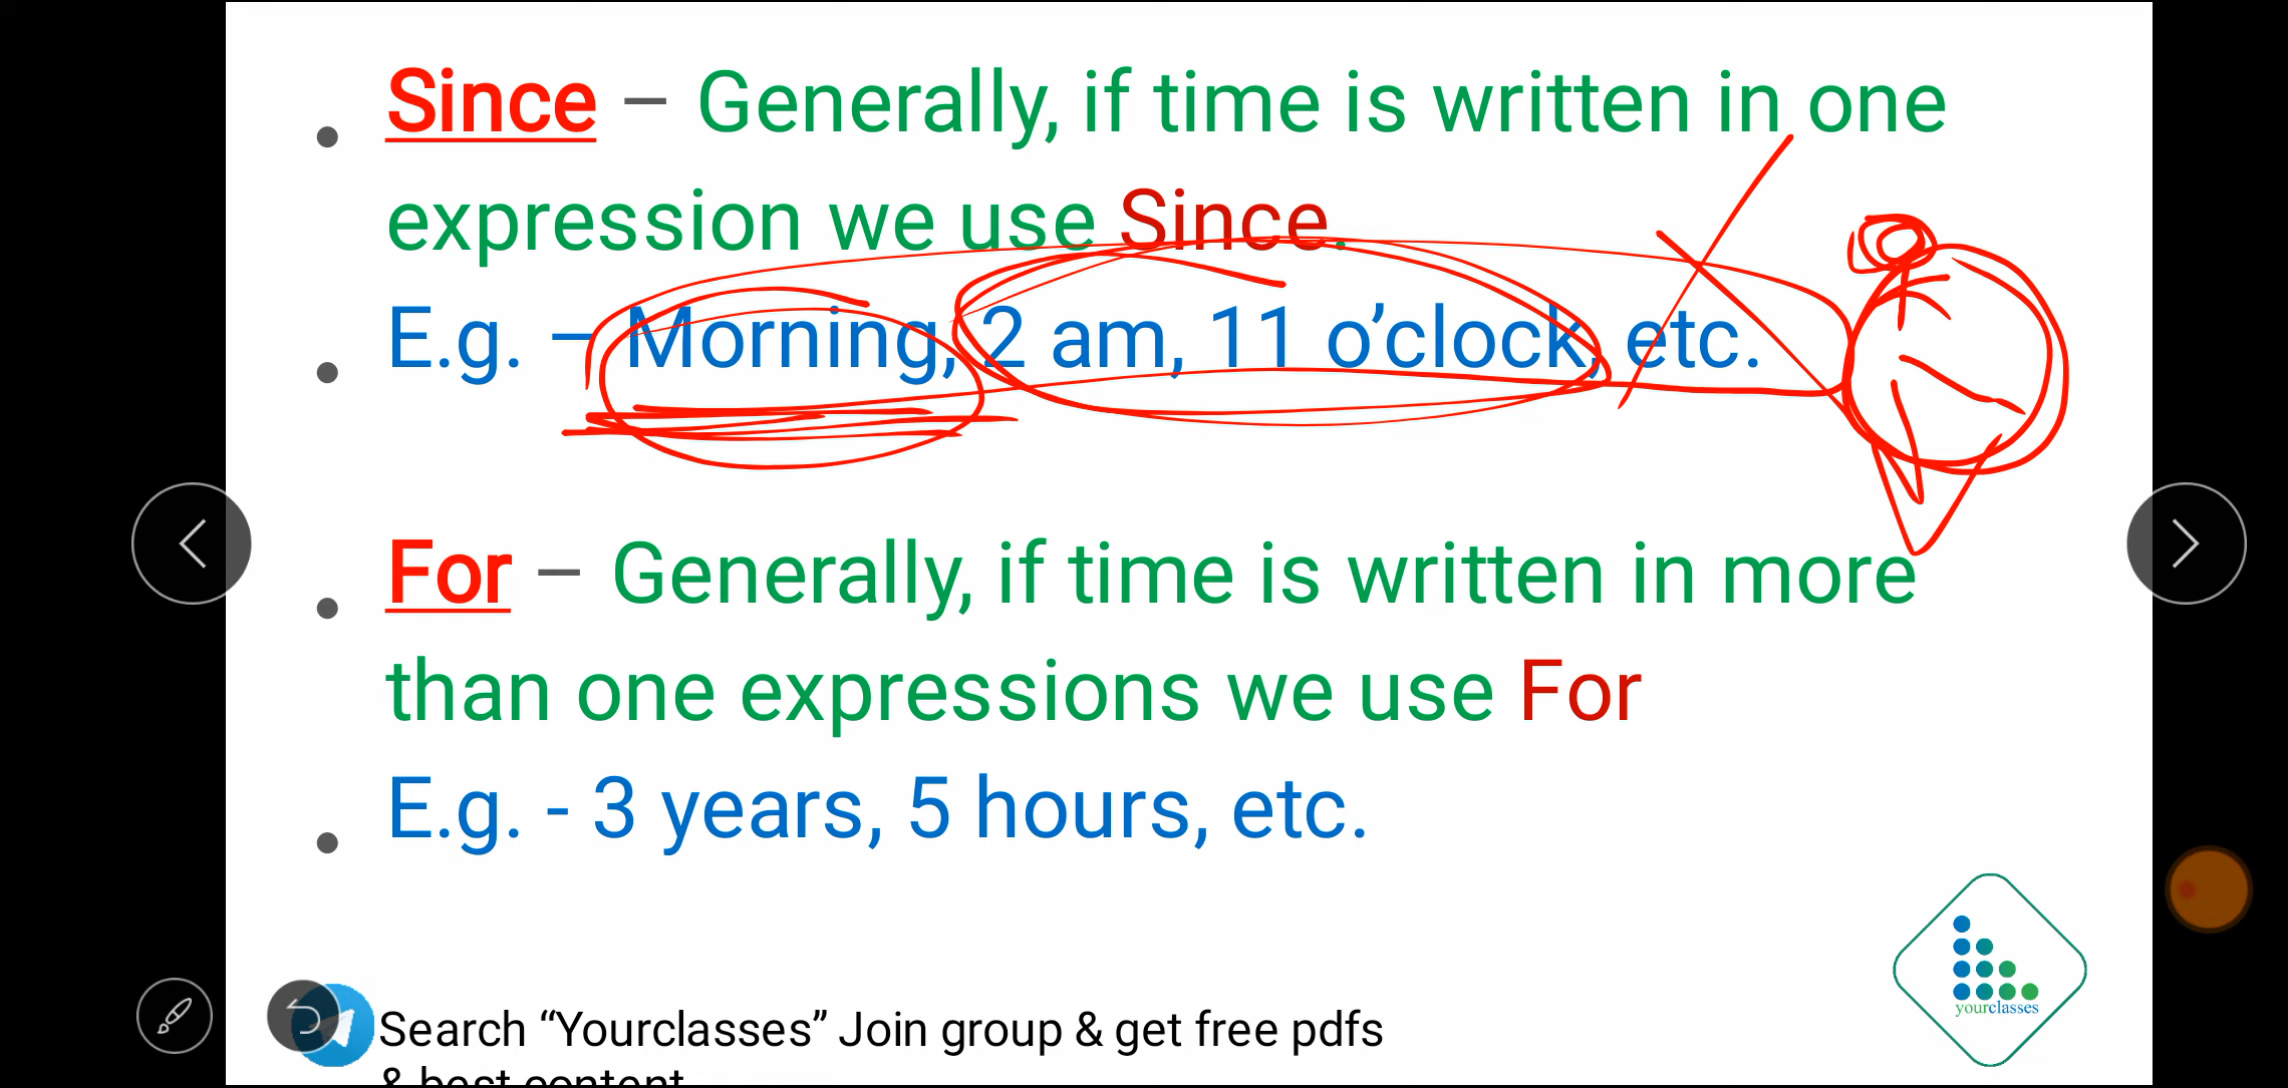 Since – Generally, if time is written in one
expression we use Since.
E.g. – Morning, 2 am, 11 o’clock, etc.
For – Generally, if time is written in more
than one expressions we use For
E.g. - 3 years, 5 hours, etc.
yourclasses
Search “Yourclasses” Join group & get free pdfs
& best content